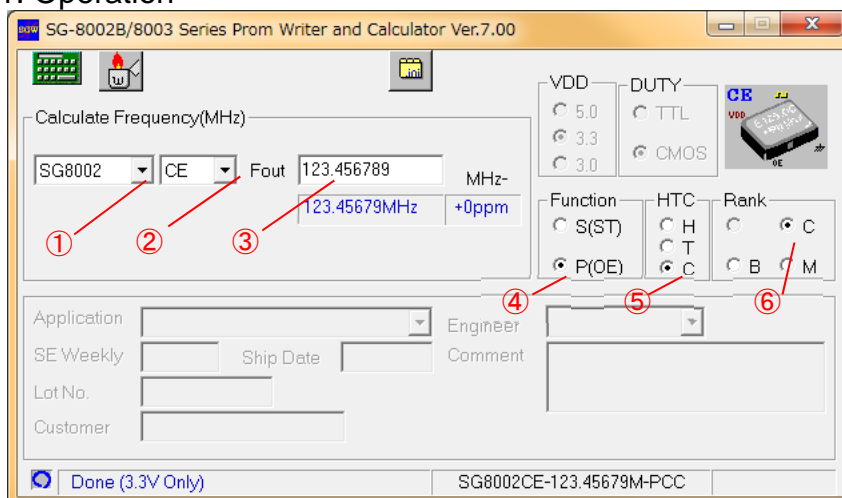 SG-8002B/8003 Series Prom Writer and Calculator Ver.7.00
.ini
Calculate Frequency(MHz)
SG8002 CE Fout 123.456789 MHz-
123.45679MHz +0ppm
① ② ③
VDD
5.0
3.3
3.0
DUTY
TTL
CMOS
CE
VDD
OE
Function
S(ST)
P(OE)
HTC
H
T
C
Rank
C
B M
④ ⑤ ⑥
Application Engineer
SE Weekly Ship Date Comment
Lot No.
Customer
Done (3.3V Only) SG8002CE-123.45679M-PCC